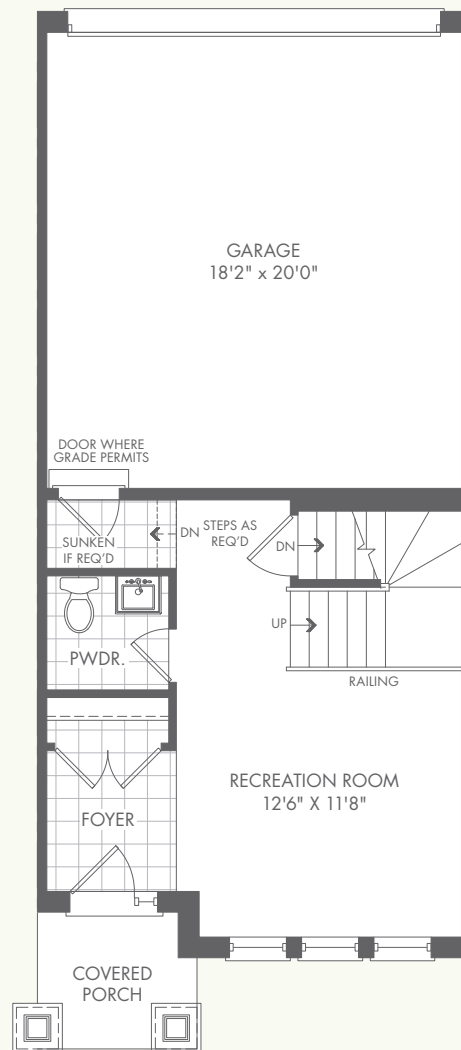 GARAGE
18'2" x 20'0"
DOOR WHERE
GRADE PERMITS
SUNKEN
IF REQ'D
DN
STEPS AS
REQ'D
DN
PWDR.
UP
RAILING
RECREATION ROOM
12'6" X 11'8"
FOYER
COVERED
PORCH